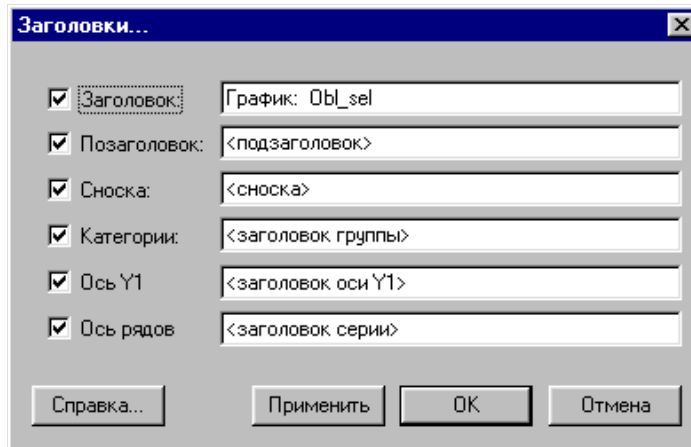 Заголовки...
Заголовок: График: Obl_sel
Позаголовок: <подзаголовок>
Сноска: <сноска>
Категории: <заголовок группы>
Ось Y1 <заголовок оси Y1>
Ось рядов <заголовок серии>
Справка... Применить OK Отмена